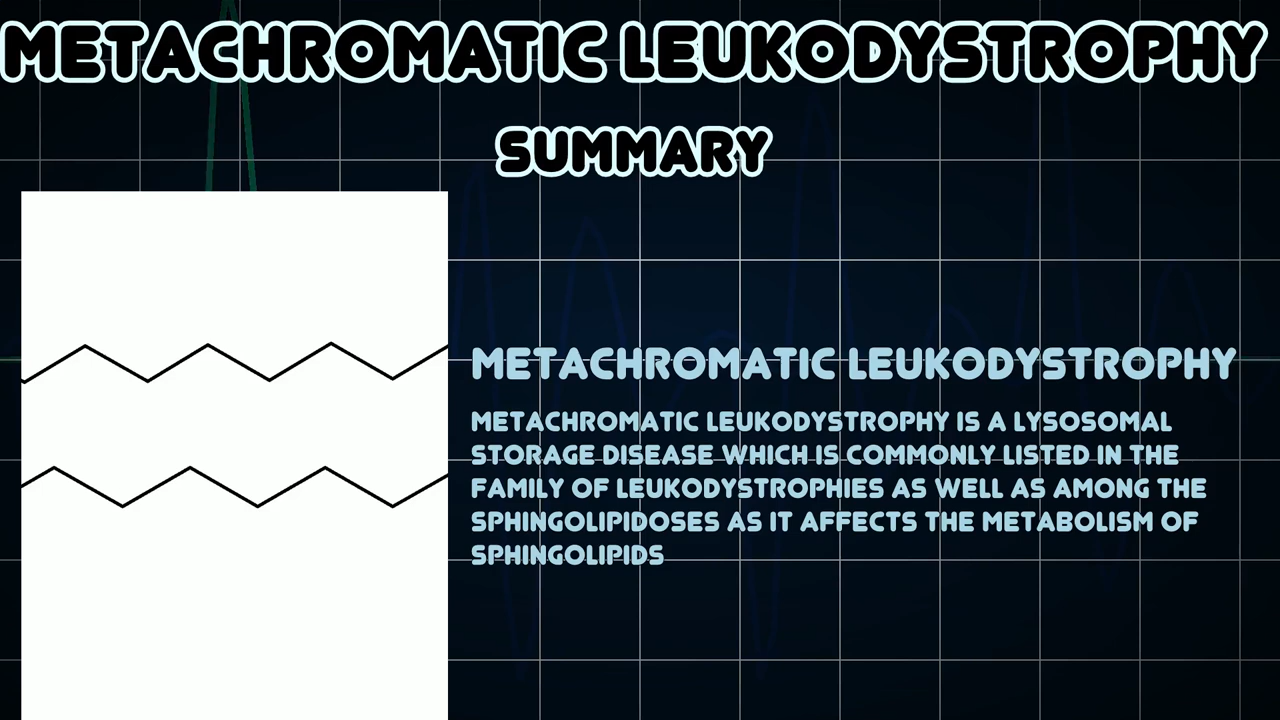 METACHROMATIC LEUKODYSTROPHY
SUMMARY
METACHROMATIC LEUKODYSTROPHY
METACHROMATIC LEUKODYSTROPHY IS A LYSOSOMAL
STORAGE DISEASE WHICH IS COMMONLY LISTED IN THE
FAMILY OF LEUKODYSTROPHIES AS WELL AS AMONG THE
SPHINGOLIPIDOSES AS IT AFFECTS THE METABOLISM OF
SPHINGOLIPIDS